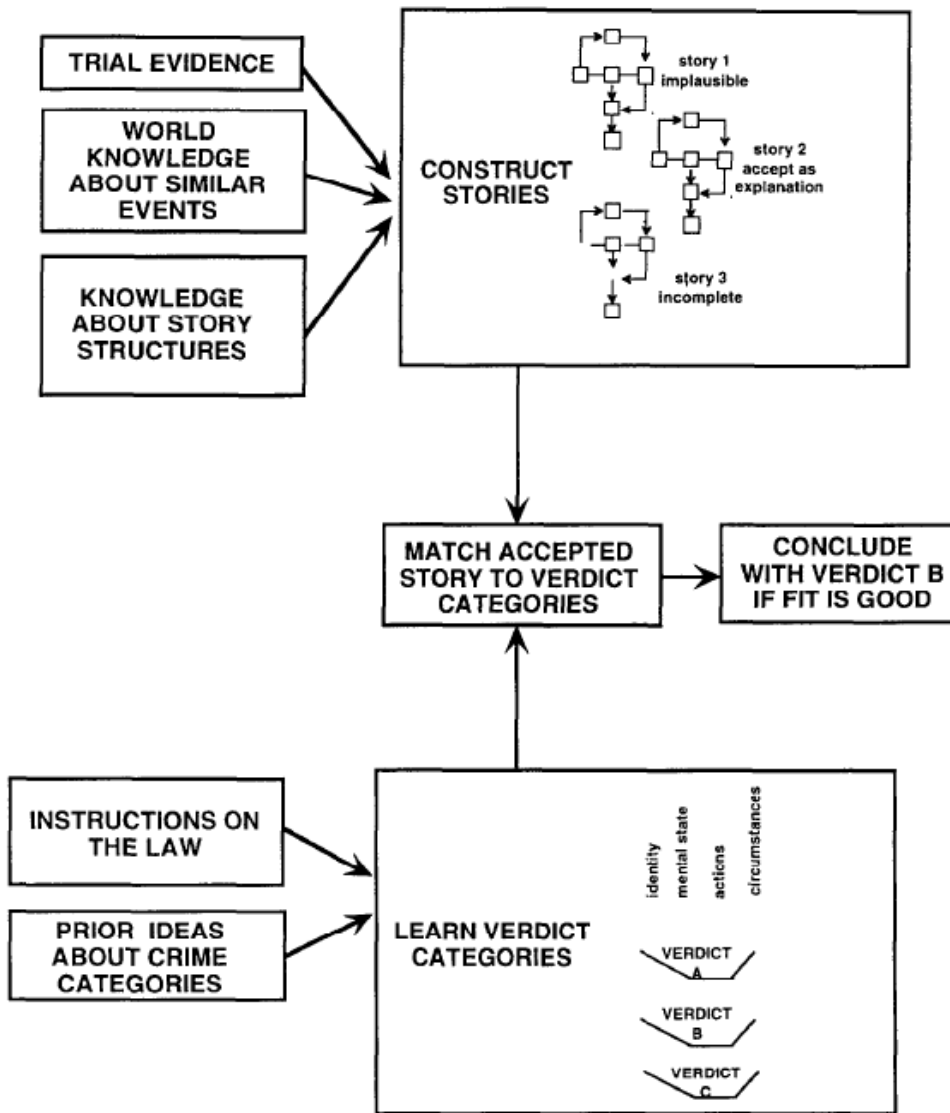 TRIAL EVIDENCE
WORLD
KNOWLEDGE
ABOUT SIMILAR
EVENTS
KNOWLEDGE
ABOUT STORY
STRUCTURES
CONSTRUCT
STORIES
story 1
implausible
story 2
accept as
explanation
story 3
incomplete
MATCH ACCEPTED
STORY TO VERDICT
CATEGORIES
CONCLUDE
WITH VERDICT B
IF FIT IS GOOD
INSTRUCTIONS ON
THE LAW
PRIOR IDEAS
ABOUT CRIME
CATEGORIES
LEARN VERDICT
CATEGORIES
identity
mental state
actions
circumstances
VERDICT
A
VERDICT
B
VERDICT
C